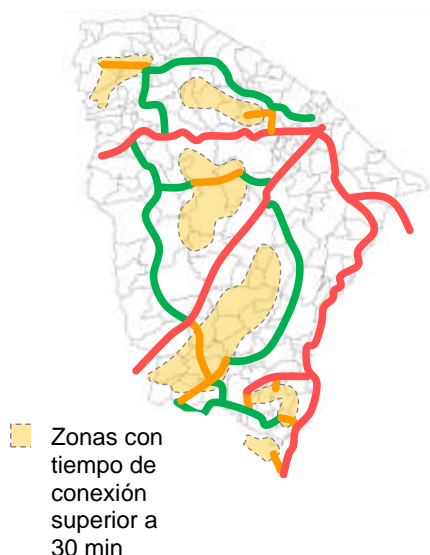 Zonas con
tiempo de
conexión
superior a
30 min